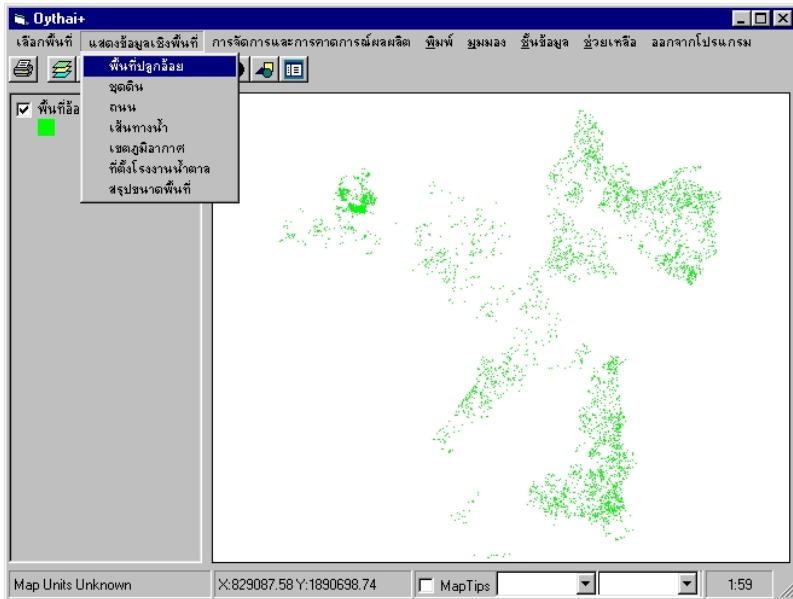 Oythai+
เลือกพื้นที่ แสดงข้อมูลเชิงพื้นที่ การจัดการและการคาดการณ์ผลผลิต พิมพ์ มุมมอง ชั้นข้อมูล ช่วยเหลือ ออกจากโปรแกรม
พื้นที่ปลูกอ้อย
ชุดดิน
ถนน
เส้นทางน้ำ
เขตภูมิอากาศ
ที่ตั้งโรงงานน้ำตาล
สรุปขนาดพื้นที่
พื้นที่อ้อ
Map Units Unknown X:829087.58 Y:1890698.74 MapTips 1:59